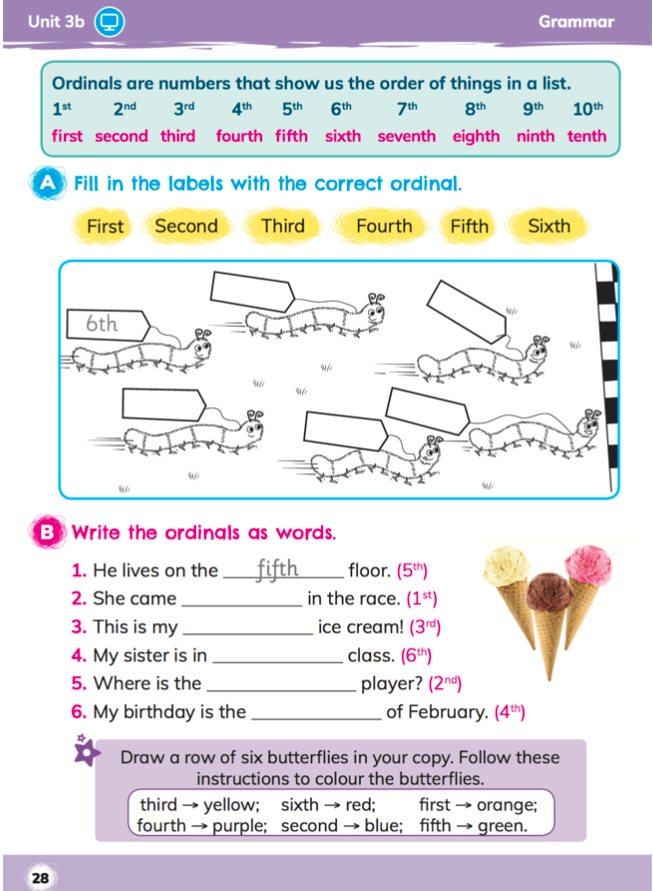 Unit 3b
Grammar
Ordinals are numbers that show us the order of things in a list.
1st 2nd 3rd 4th 5th 6th 7th 8th 9th 10th
first second third fourth fifth sixth seventh eighth ninth tenth
A Fill in the labels with the correct ordinal.
First Second Third Fourth Fifth Sixth
6th
B Write the ordinals as words.
1. He lives on the ___fifth___ floor. (5th)
2. She came ____________ in the race. (1st)
3. This is my _____________ ice cream! (3rd)
4. My sister is in _____________ class. (6th)
5. Where is the _______________ player? (2nd)
6. My birthday is the _____________ of February. (4th)
Draw a row of six butterflies in your copy. Follow these
instructions to colour the butterflies.
third → yellow; sixth → red; first → orange;
fourth → purple; second → blue; fifth → green.
28